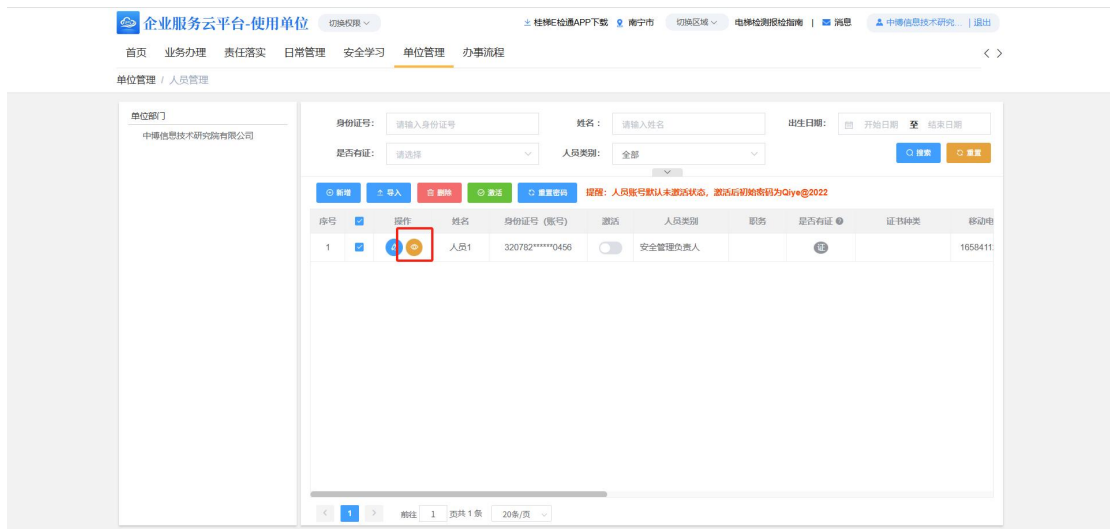 企业服务云平台-使用单位 切换权限 桂梯E检通APP下载 南宁市 切换区域 电梯检测报检指南 | 消息 中博信息技术研究... | 退出
首页 业务办理 责任落实 日常管理 安全学习 单位管理 办事流程
单位管理 / 人员管理
单位部门
中博信息技术研究院有限公司
身份证号: 请输入身份证号 姓名: 请输入姓名 出生日期: 开始日期 至 结束日期
是否有证: 请选择 人员类别: 全部 搜索 重置
新增 导入 删除 激活 重置密码 提醒：人员账号默认未激活状态，激活后初始密码为Qiye@2022
序号 操作 姓名 身份证号（账号） 激活 人员类别 职务 是否有证 证书种类 移动电
1 人员1 320782******0456 安全管理负责人 证 1658411
1 前往 1 页共 1 条 20条/页